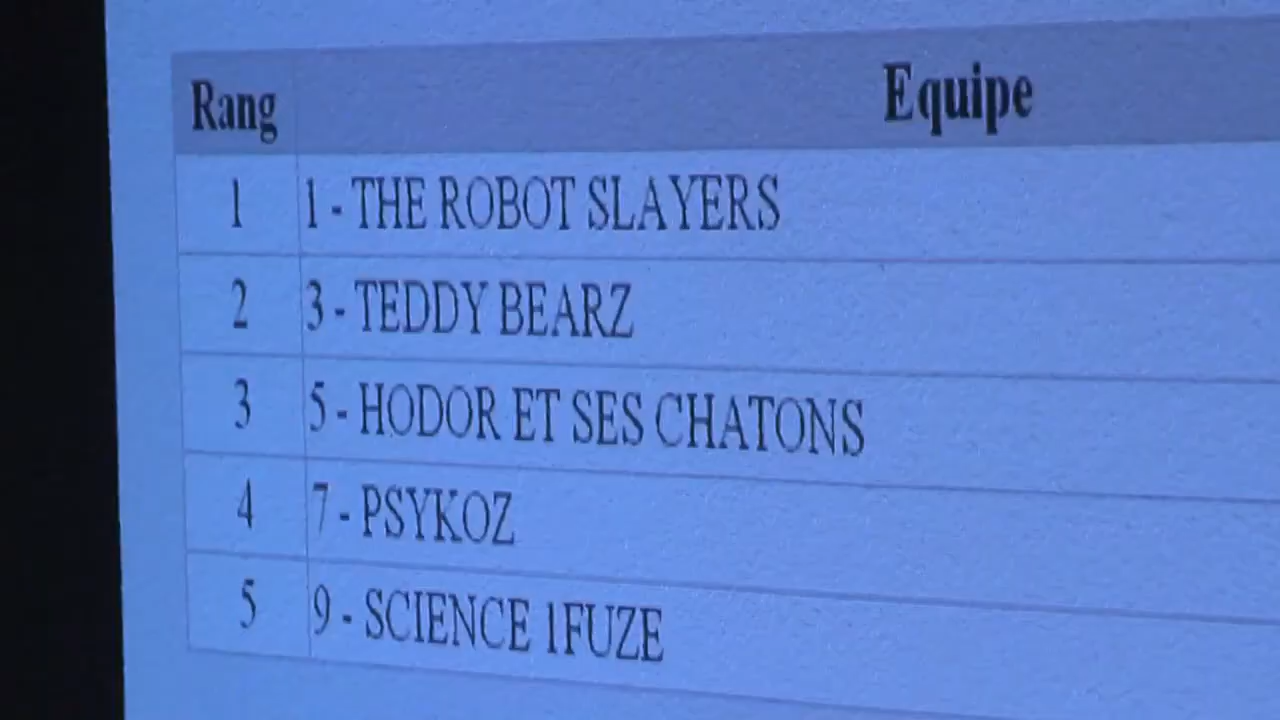 Rang Equipe
1 1 - THE ROBOT SLAYERS
2 3 - TEDDY BEARZ
3 5 - HODOR ET SES CHATONS
4 7 - PSYKOZ
5 9 - SCIENCE 1FUZE